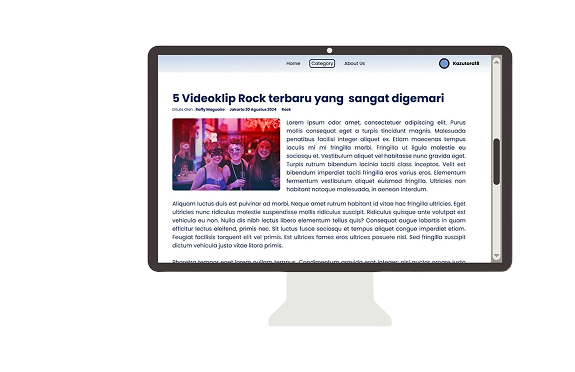 Home Category About Us Kazutora18
5 Videoklip Rock terbaru yang sangat digemari
Ditulis Oleh : Raffy Maguaire Jakarta 20 Agustus 2024 Rock
Lorem ipsum odor amet, consectetuer adipiscing elit. Purus
mollis consequat eget a turpis tincidunt magnis. Malesuada
penatibus facilisi integer aliquet ex. Etiam maecenas tempus
iaculis mi mi fringilla morbi. Fringilla ut ligula molestie eu
sociosqu et. Vestibulum aliquet vel habitasse nunc gravida eget.
Turpis rutrum bibendum lacinia taciti class inceptos. Velit est
bibendum imperdiet taciti fringilla eros varius eros. Elementum
fermentum vestibulum aliquet euismod fringilla. Ultricies non
habitant natoque malesuada, in aenean interdum.
Aliquam luctus duis est pulvinar ad morbi. Neque amet rutrum habitant id vitae hac fringilla ultricies. Eget
ultricies nunc ridiculus molestie suspendisse mollis ridiculus suscipit. Ridiculus quisque ante volutpat est
vehicula eu non. Nulla dis nibh lectus libero elementum tellus quis? Consequat augue lobortis in quam
efficitur lectus eleifend, primis nec. Sit luctus fusce sociosqu et tempus aliquet congue imperdiet etiam.
Feugiat facilisis torquent elit vel primis. Est ultrices fames eros ultricies posuere nisl. Sed fringilla suscipit
dictum vehicula justo vitae litora primis.